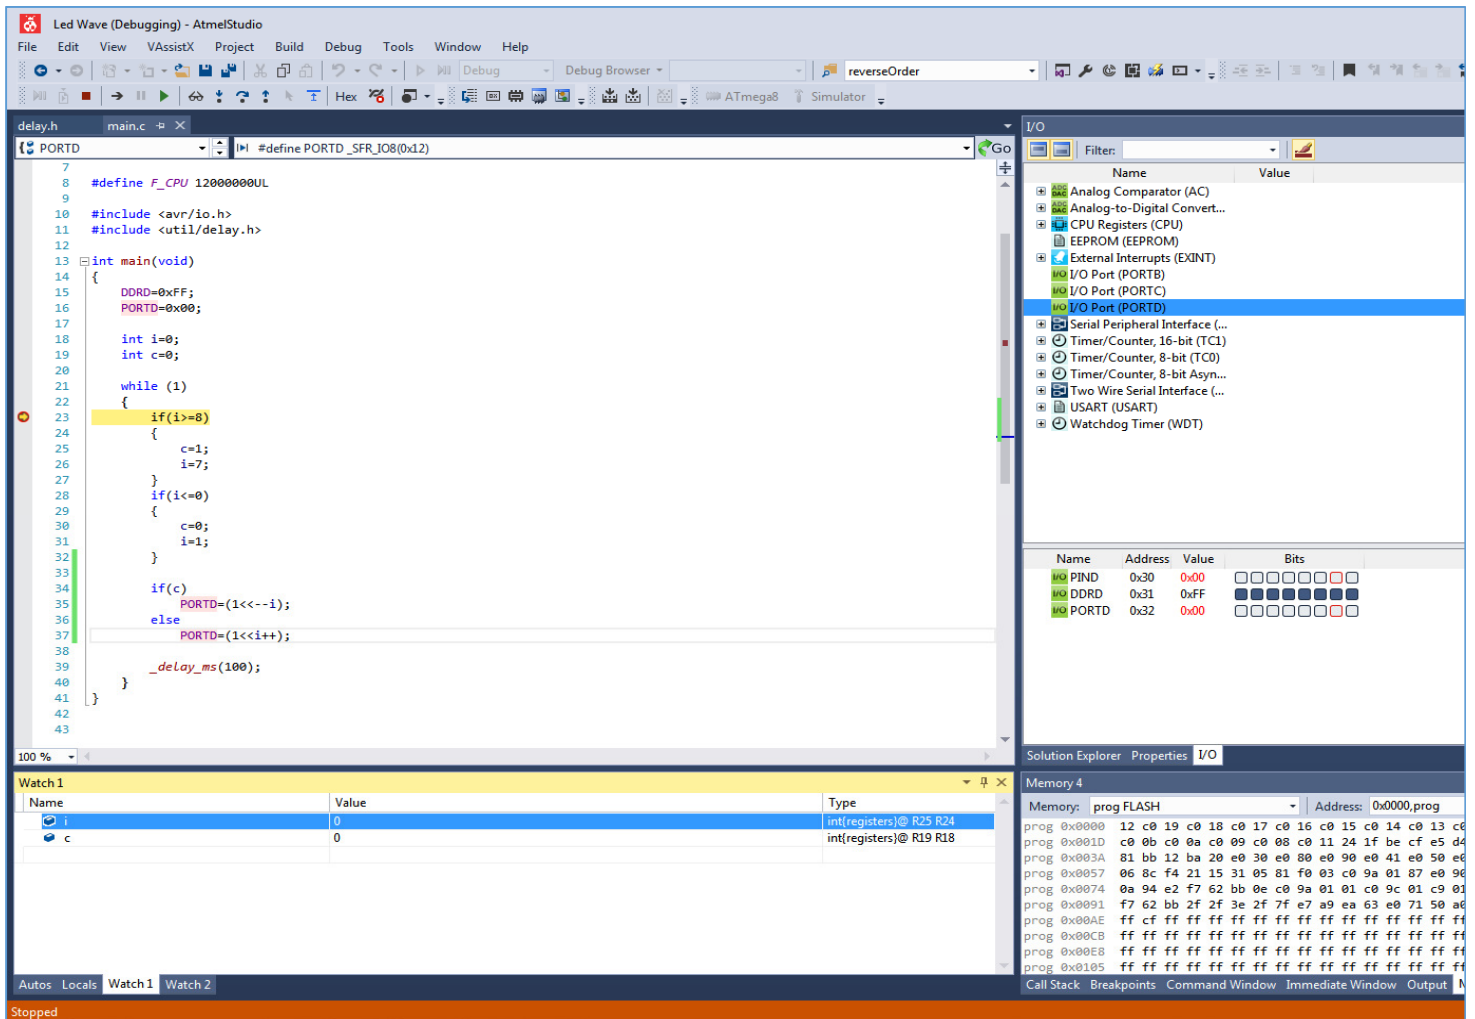 Led Wave (Debugging) - AtmelStudio
File Edit View VAssistX Project Build Debug Tools Window Help
Debug Debug Browser reverseOrder
Hex ATmega8 Simulator
delay.h main.c
PORTD #define PORTD _SFR_IO8(0x12) Go
7
8 #define F_CPU 12000000UL
9
10 #include <avr/io.h>
11 #include <util/delay.h>
12
13 int main(void)
14 {
15 DDRD=0xFF;
16 PORTD=0x00;
17
18 int i=0;
19 int c=0;
20
21 while (1)
22 {
23 if(i>=8)
24 {
25 c=1;
26 i=7;
27 }
28 if(i<=0)
29 {
30 c=0;
31 i=1;
32 }
33
34 if(c)
35 PORTD=(1<<--i);
36 else
37 PORTD=(1<<i++);
38
39 _delay_ms(100);
40 }
41 }
42
43
100 %
I/O
Filter:
Name Value
Analog Comparator (AC)
Analog-to-Digital Convert...
CPU Registers (CPU)
EEPROM (EEPROM)
External Interrupts (EXINT)
I/O Port (PORTB)
I/O Port (PORTC)
I/O Port (PORTD)
Serial Peripheral Interface (...
Timer/Counter, 16-bit (TC1)
Timer/Counter, 8-bit (TC0)
Timer/Counter, 8-bit Asyn...
Two Wire Serial Interface (...
USART (USART)
Watchdog Timer (WDT)
Name Address Value Bits
I/O PIND 0x30 0x00
I/O DDRD 0x31 0xFF
I/O PORTD 0x32 0x00
Solution Explorer Properties I/O
Watch 1
Name Value Type
i 0 int{registers}@ R25 R24
c 0 int{registers}@ R19 R18
Autos Locals Watch 1 Watch 2
Memory 4
Memory: prog FLASH Address: 0x0000,prog
prog 0x0000 12 c0 19 c0 18 c0 17 c0 16 c0 15 c0 14 c0 13 c0
prog 0x001D c0 0b c0 0a c0 09 c0 08 c0 11 24 1f be cf e5 d4
prog 0x003A 81 bb 12 ba 20 e0 30 e0 80 e0 90 e0 41 e0 50 e0
prog 0x0057 06 8c f4 21 15 31 05 81 f0 03 c0 9a 01 87 e0 90
prog 0x0074 0a 94 e2 f7 62 bb 0e c0 9a 01 01 c0 9c 01 c9 01
prog 0x0091 f7 62 bb 2f 2f 3e 2f 7f e7 a9 ea 63 e0 71 50 a0
prog 0x00AE ff cf ff ff ff ff ff ff ff ff ff ff ff ff ff ff
prog 0x00CB ff ff ff ff ff ff ff ff ff ff ff ff ff ff ff ff
prog 0x00E8 ff ff ff ff ff ff ff ff ff ff ff ff ff ff ff ff
prog 0x0105 ff ff ff ff ff ff ff ff ff ff ff ff ff ff ff ff
Call Stack Breakpoints Command Window Immediate Window Output
Stopped